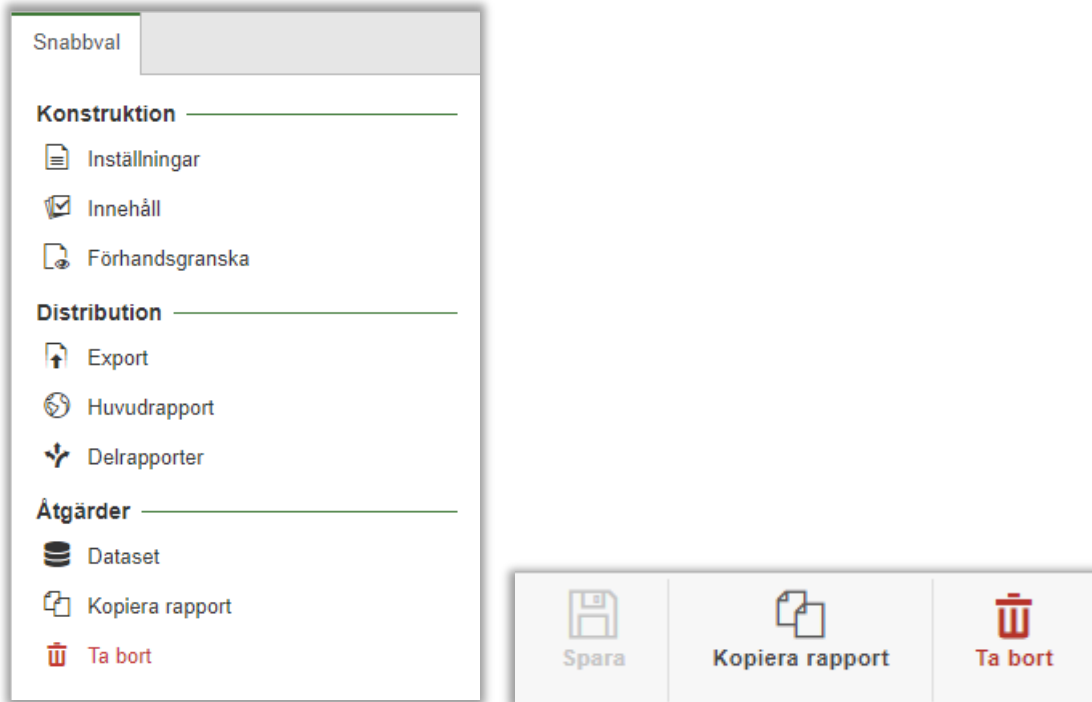 Snabbval
Konstruktion
Inställningar
Innehåll
Förhandsgranska
Distribution
Export
Huvudrapport
Delrapporter
Åtgärder
Dataset
Kopiera rapport
Ta bort
Spara
Kopiera rapport
Ta bort